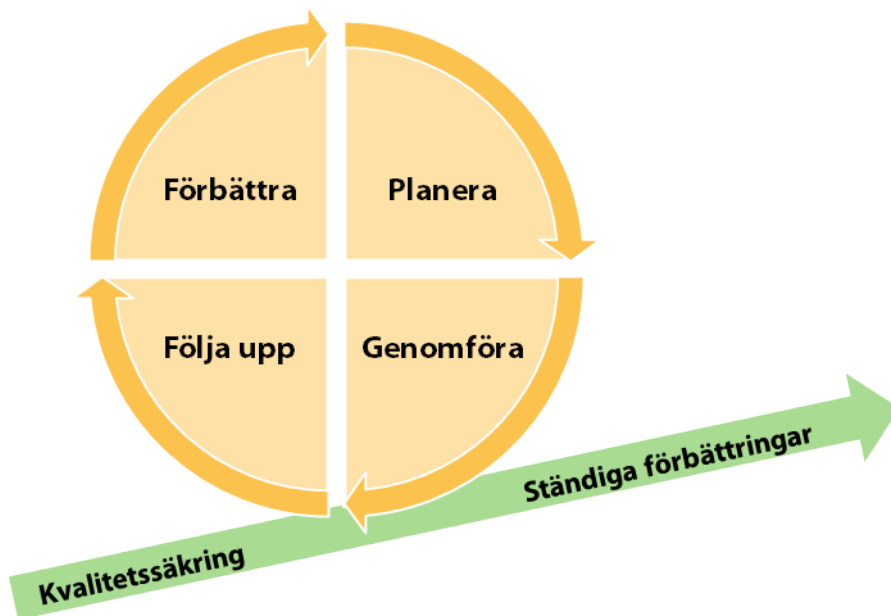 Förbättra
Planera
Följa upp
Genomföra
Kvalitetssäkring
Ständiga förbättringar